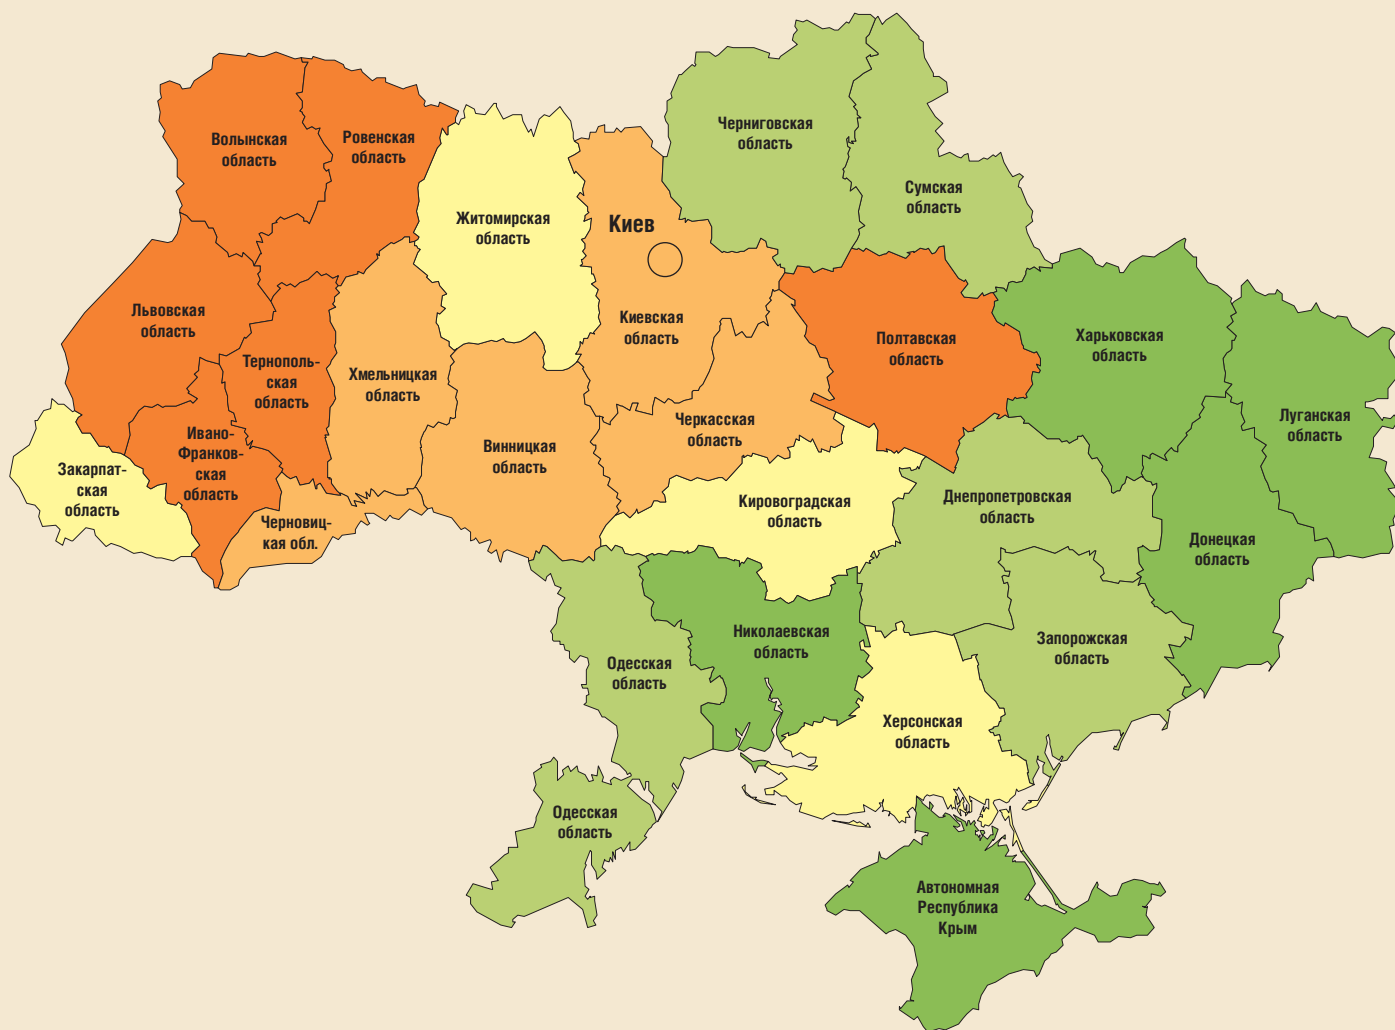 Волынская
область
Ровенская
область
Житомирская
область
Киев
Черниговская
область
Сумская
область
Львовская
область
Тернополь-
ская
область
Хмельницкая
область
Киевская
область
Полтавская
область
Харьковская
область
Луганская
область
Ивано-
Франков-
ская
область
Закарпат-
ская
область
Черновиц-
кая обл.
Винницкая
область
Черкасская
область
Кировоградская
область
Днепропетровская
область
Донецкая
область
Николаевская
область
Запорожская
область
Одесская
область
Херсонская
область
Одесская
область
Автономная
Республика
Крым